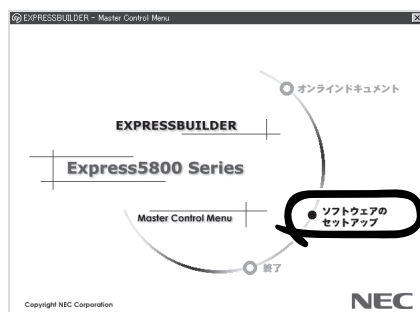 EXPRESSBUILDER - Master Control Menu
オンラインドキュメント
EXPRESSBUILDER
Express5800 Series
Master Control Menu
ソフトウェアの
セットアップ
終了
Copyright NEC Corporation
NEC